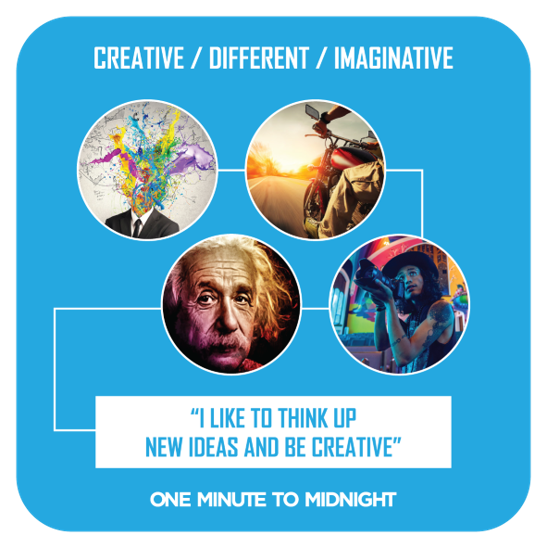 CREATIVE / DIFFERENT / IMAGINATIVE
“I LIKE TO THINK UP
NEW IDEAS AND BE CREATIVE”
ONE MINUTE TO MIDNIGHT